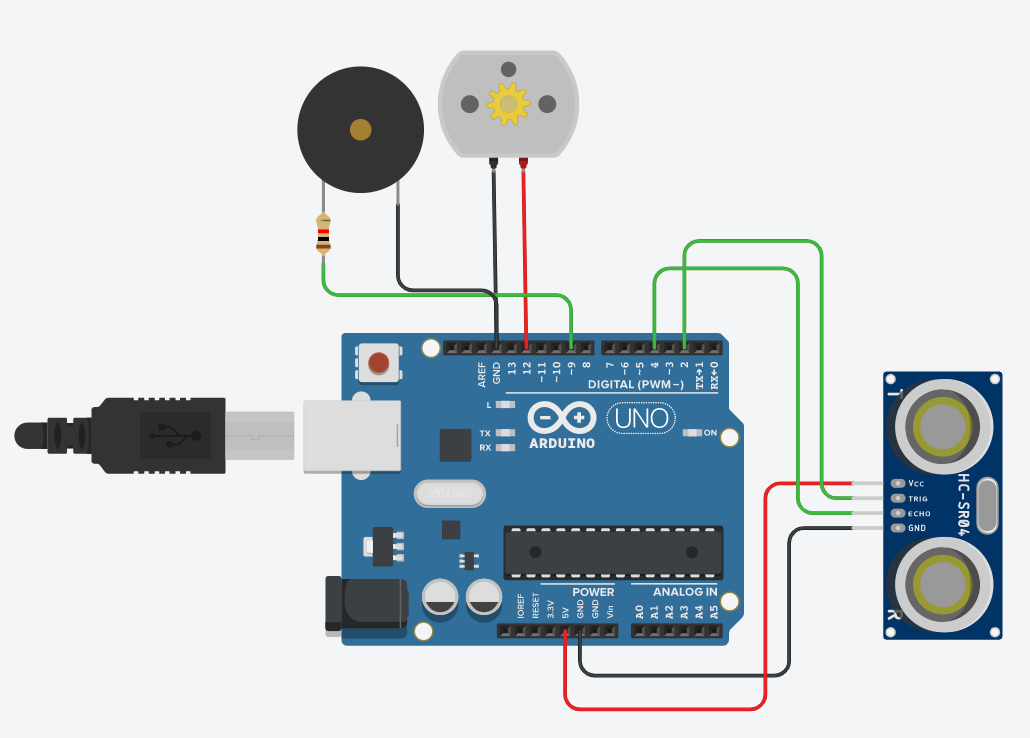 AREF
GND
13
12
~11
~10
~9
8
7
~6
~5
4
~3
2
TX→1
RX←0
DIGITAL (PWM~)
L
TX
RX
ARDUINO
UNO
ON
T
Vcc
TRIG
ECHO
GND
HC-SR04
R
POWER
ANALOG IN
IOREF
RESET
3.3V
5V
GND
GND
Vin
A0
A1
A2
A3
A4
A5